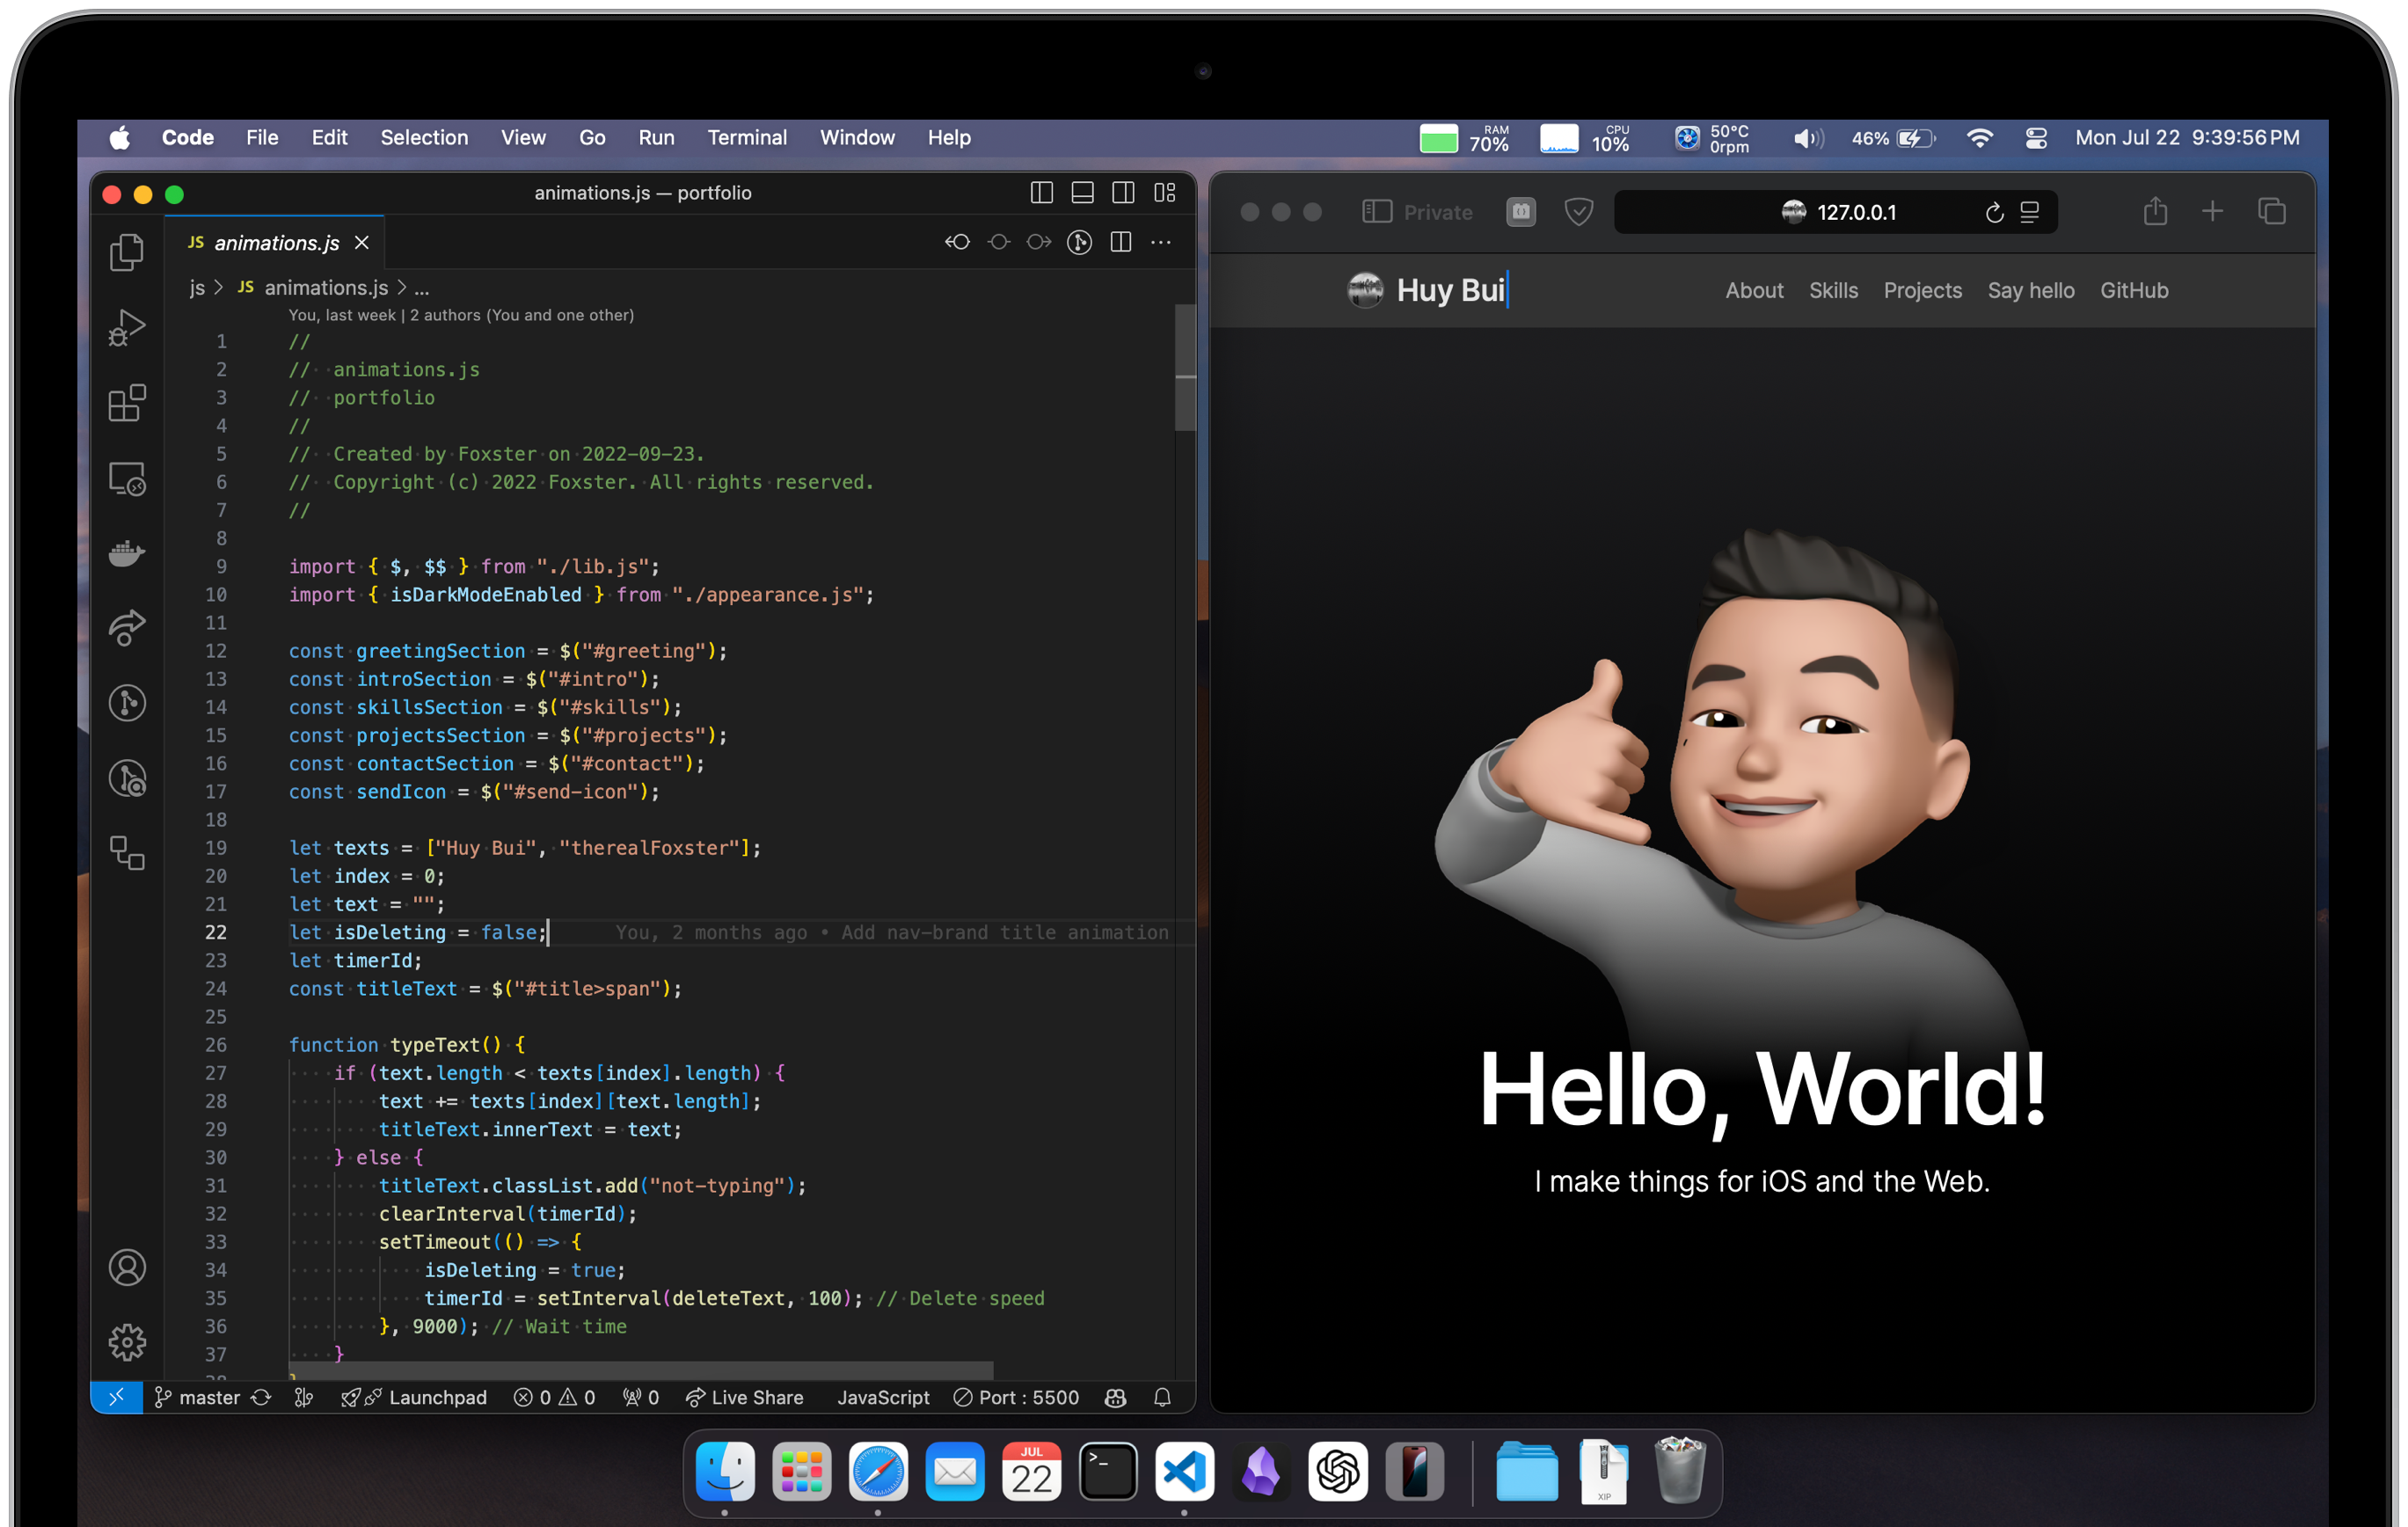 Code File Edit Selection View Go Run Terminal Window Help
RAM 70% CPU 10% 50°C 0rpm 46% Mon Jul 22 9:39:56 PM
animations.js — portfolio
JS animations.js
js > JS animations.js > ...
You, last week | 2 authors (You and one other)
1 //
2 //  animations.js
3 //  portfolio
4 //
5 //  Created by Foxster on 2022-09-23.
6 //  Copyright (c) 2022 Foxster. All rights reserved.
7 //
8
9 import { $, $$ } from "./lib.js";
10 import { isDarkModeEnabled } from "./appearance.js";
11
12 const greetingSection = $("#greeting");
13 const introSection = $("#intro");
14 const skillsSection = $("#skills");
15 const projectsSection = $("#projects");
16 const contactSection = $("#contact");
17 const sendIcon = $("#send-icon");
18
19 let texts = ["Huy Bui", "therealFoxster"];
20 let index = 0;
21 let text = "";
22 let isDeleting = false; You, 2 months ago • Add nav-brand title animation
23 let timerId;
24 const titleText = $("#title>span");
25
26 function typeText() {
27     if (text.length < texts[index].length) {
28         text += texts[index][text.length];
29         titleText.innerText = text;
30     } else {
31         titleText.classList.add("not-typing");
32         clearInterval(timerId);
33         setTimeout(() => {
34             isDeleting = true;
35             timerId = setInterval(deleteText, 100); // Delete speed
36         }, 9000); // Wait time
37     }
master Launchpad 0 0 0 Live Share JavaScript Port : 5500
Private 127.0.0.1
Huy Bui About Skills Projects Say hello GitHub
Hello, World!
I make things for iOS and the Web.
JUL
22
>_
XIP